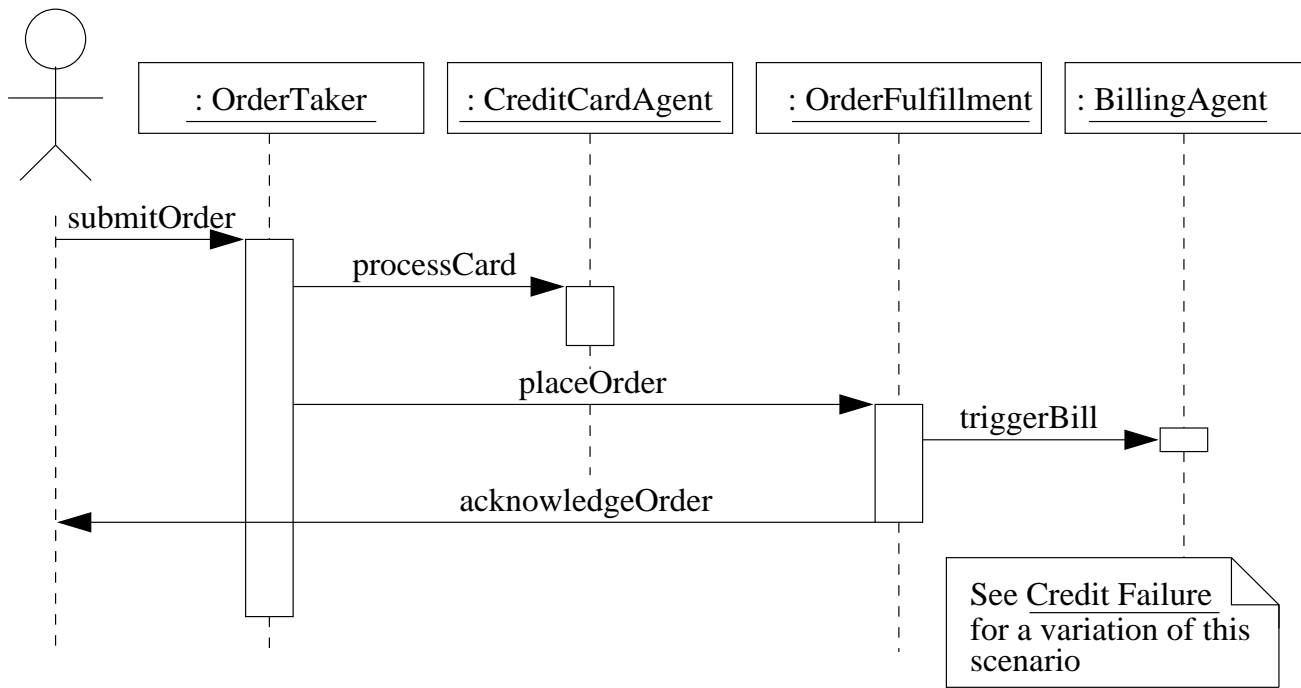 : OrderTaker
: CreditCardAgent
: OrderFulfillment
: BillingAgent
submitOrder
processCard
placeOrder
triggerBill
acknowledgeOrder
See Credit Failure
for a variation of this
scenario